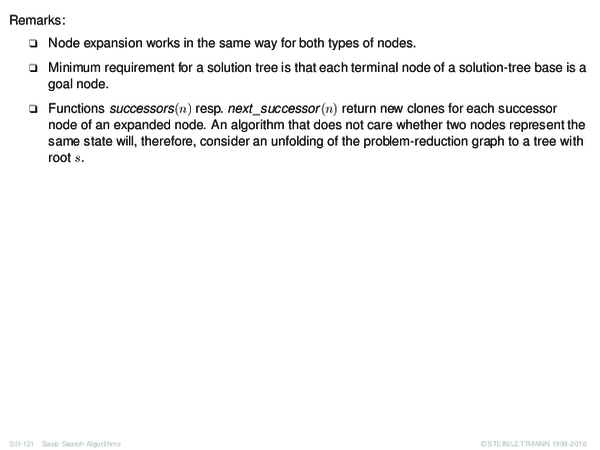 Remarks:
❑ Node expansion works in the same way for both types of nodes.
❑ Minimum requirement for a solution tree is that each terminal node of a solution-tree base is a
goal node.
❑ Functions successors(n) resp. next_successor(n) return new clones for each successor
node of an expanded node. An algorithm that does not care whether two nodes represent the
same state will, therefore, consider an unfolding of the problem-reduction graph to a tree with
root s.
S:II-131 Basic Search Algorithms ©STEIN/LETTMANN 1998-2018